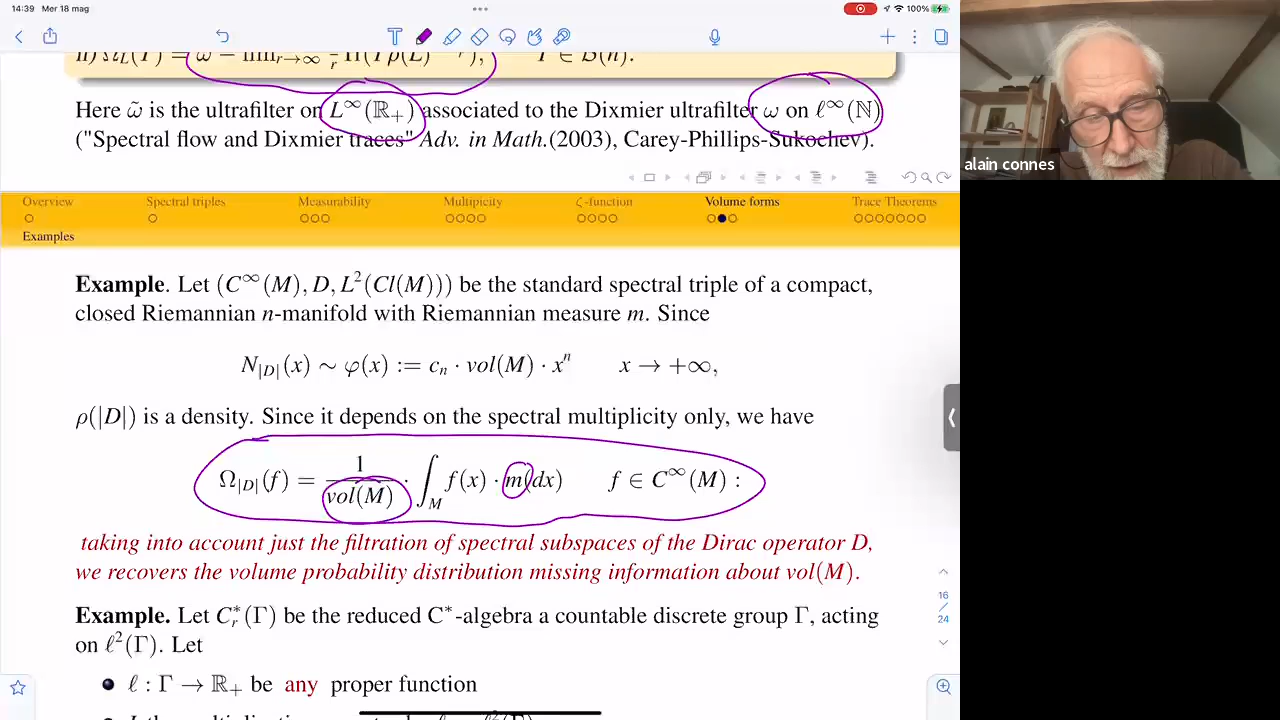 14:39 Mer 18 mag
100%
Here ω̃ is the ultrafilter on L^∞(ℝ₊) associated to the Dixmier ultrafilter ω on ℓ^∞(ℕ)
("Spectral flow and Dixmier traces" Adv. in Math.(2003), Carey-Phillips-Sukochev).
Overview Spectral triples Measurability Multipicity ζ-function Volume forms Trace Theorems
Examples
Example. Let (C^∞(M), D, L²(Cl(M))) be the standard spectral triple of a compact,
closed Riemannian n-manifold with Riemannian measure m. Since
N_{|D|}(x) ∼ φ(x) := c_n · vol(M) · x^n x → +∞,
ρ(|D|) is a density. Since it depends on the spectral multiplicity only, we have
Ω_{|D|}(f) = 1/vol(M) · ∫_M f(x) · m(dx) f ∈ C^∞(M) :
taking into account just the filtration of spectral subspaces of the Dirac operator D,
we recovers the volume probability distribution missing information about vol(M).
16
/
24
Example. Let C*_r(Γ) be the reduced C*-algebra a countable discrete group Γ, acting
on ℓ²(Γ). Let
ℓ : Γ → ℝ₊ be any proper function
alain connes